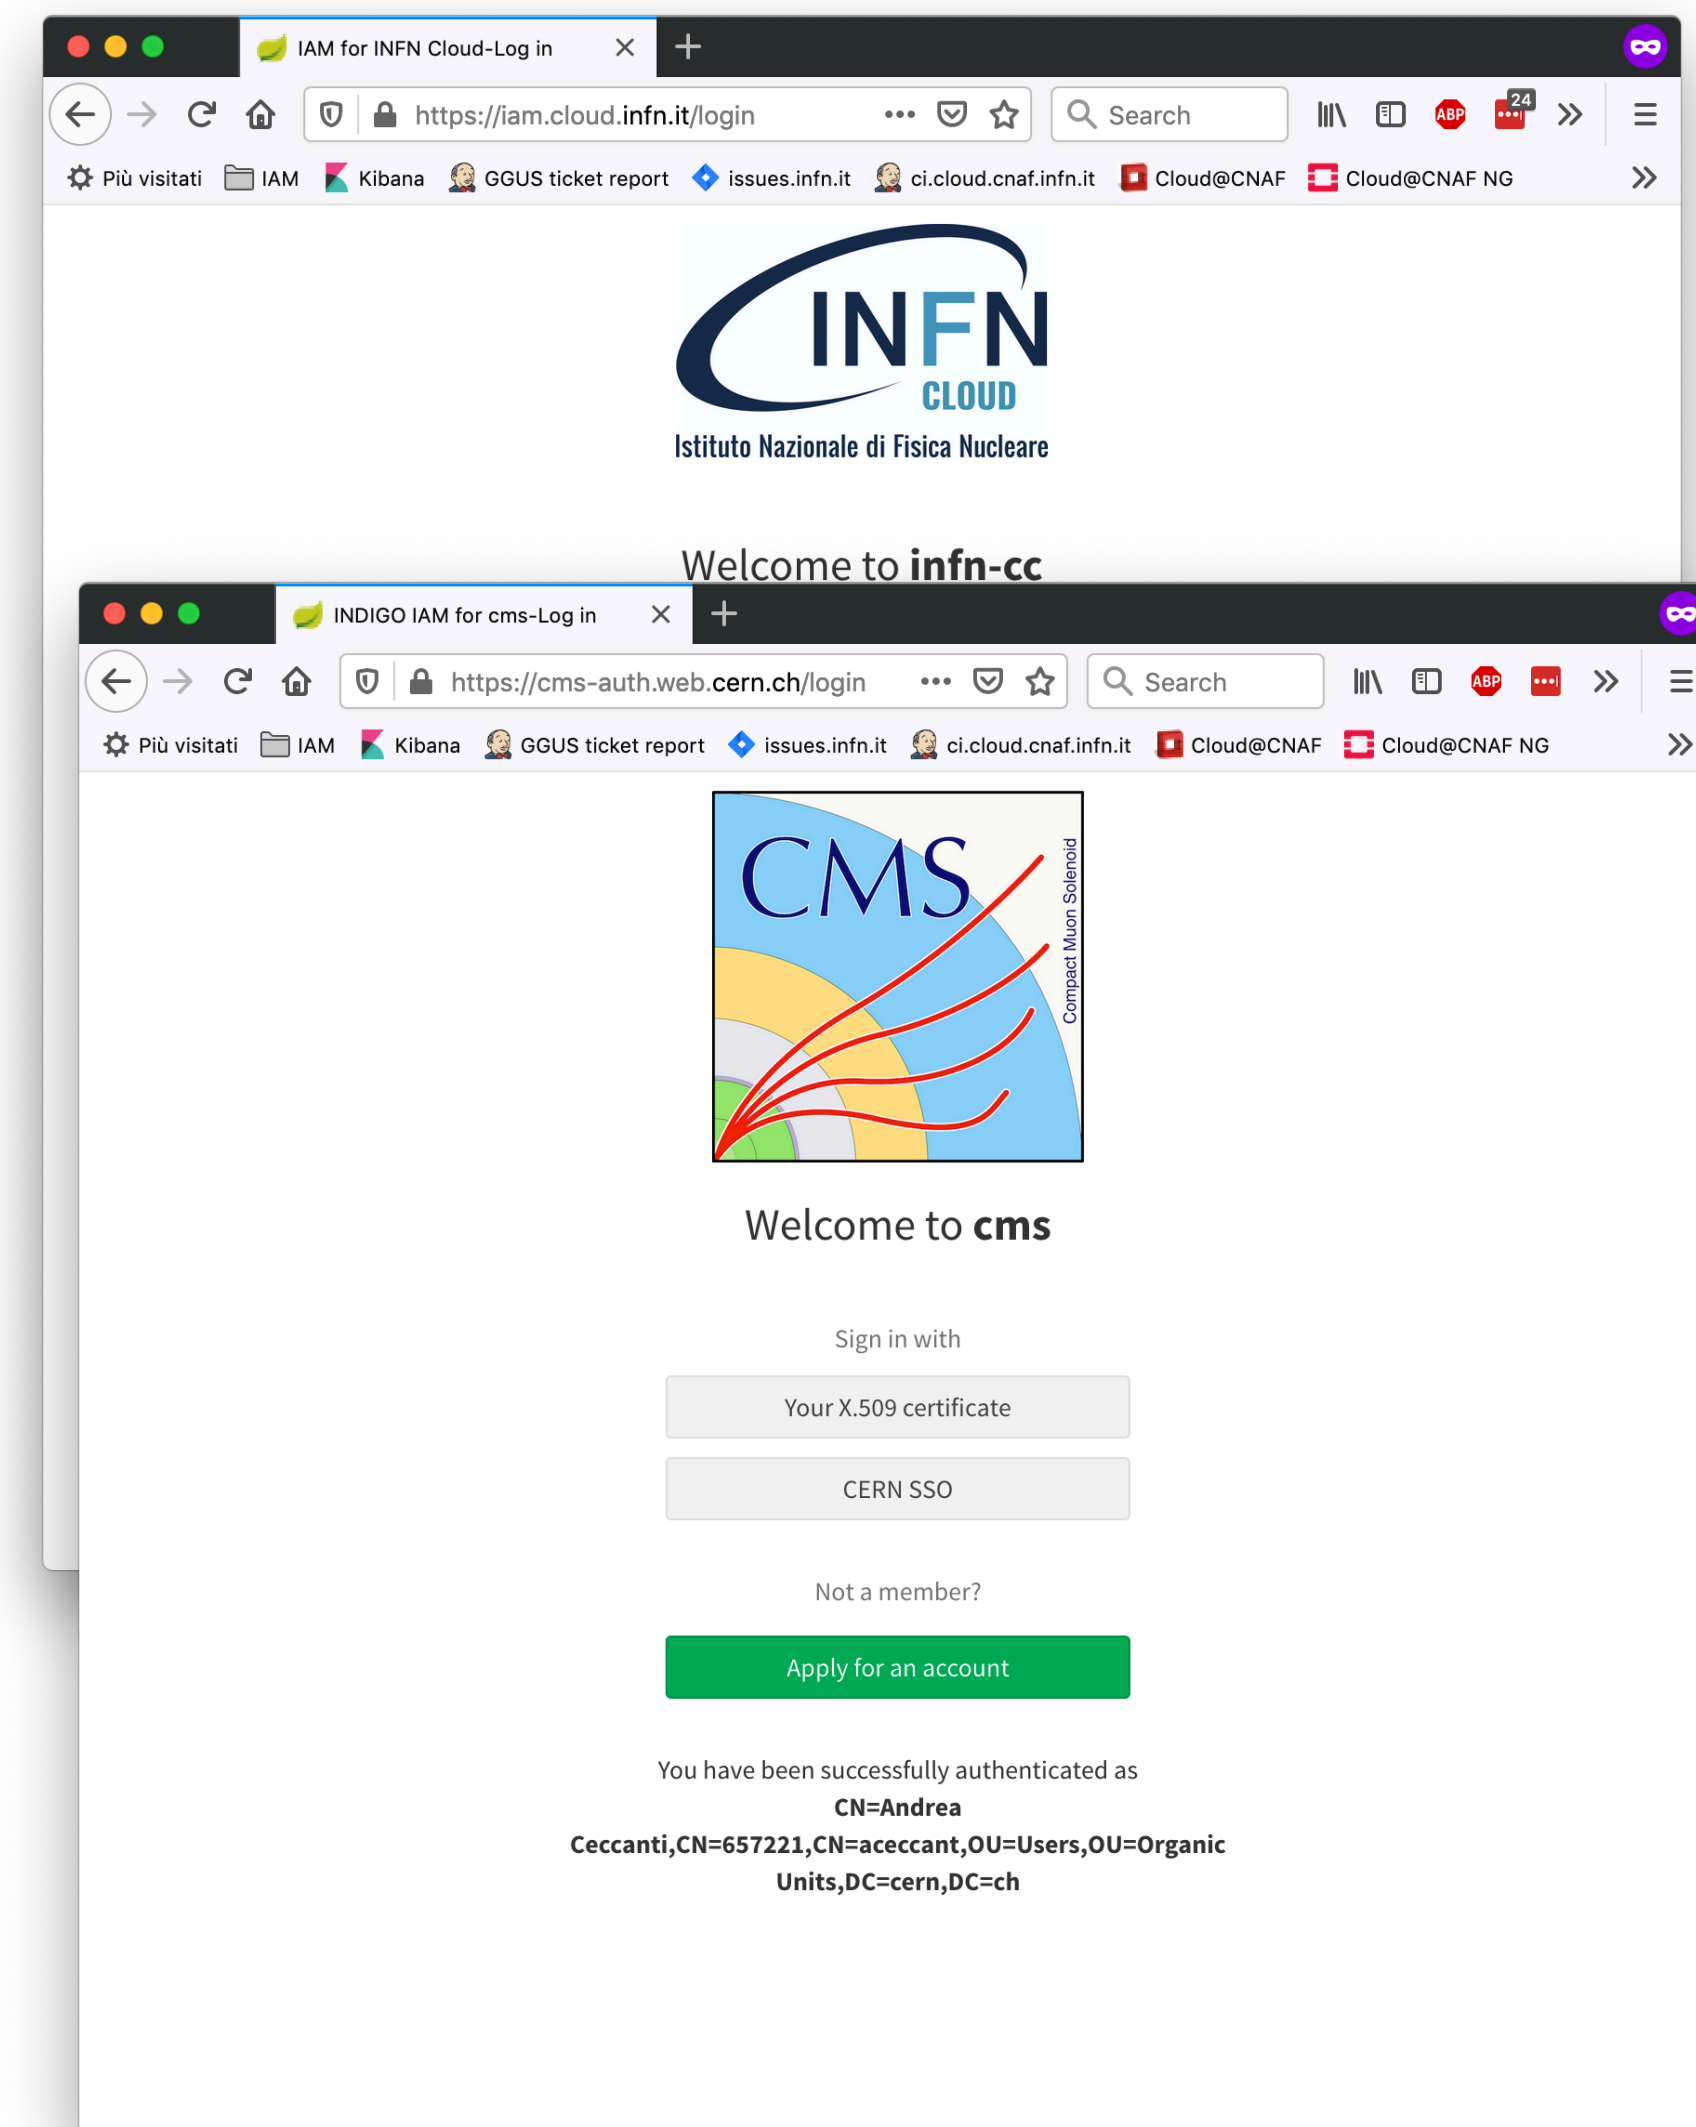 IAM for INFN Cloud-Log in
https://iam.cloud.infn.it/login
Search
ABP
24
Più visitati IAM Kibana GGUS ticket report issues.infn.it ci.cloud.cnaf.infn.it Cloud@CNAF Cloud@CNAF NG
INFN
CLOUD
Istituto Nazionale di Fisica Nucleare
Welcome to infn-cc
INDIGO IAM for cms-Log in
https://cms-auth.web.cern.ch/login
Search
ABP
Più visitati IAM Kibana GGUS ticket report issues.infn.it ci.cloud.cnaf.infn.it Cloud@CNAF Cloud@CNAF NG
CMS
Compact Muon Solenoid
Welcome to cms
Sign in with
Your X.509 certificate
CERN SSO
Not a member?
Apply for an account
You have been successfully authenticated as
CN=Andrea
Ceccanti,CN=657221,CN=aceccant,OU=Users,OU=Organic
Units,DC=cern,DC=ch